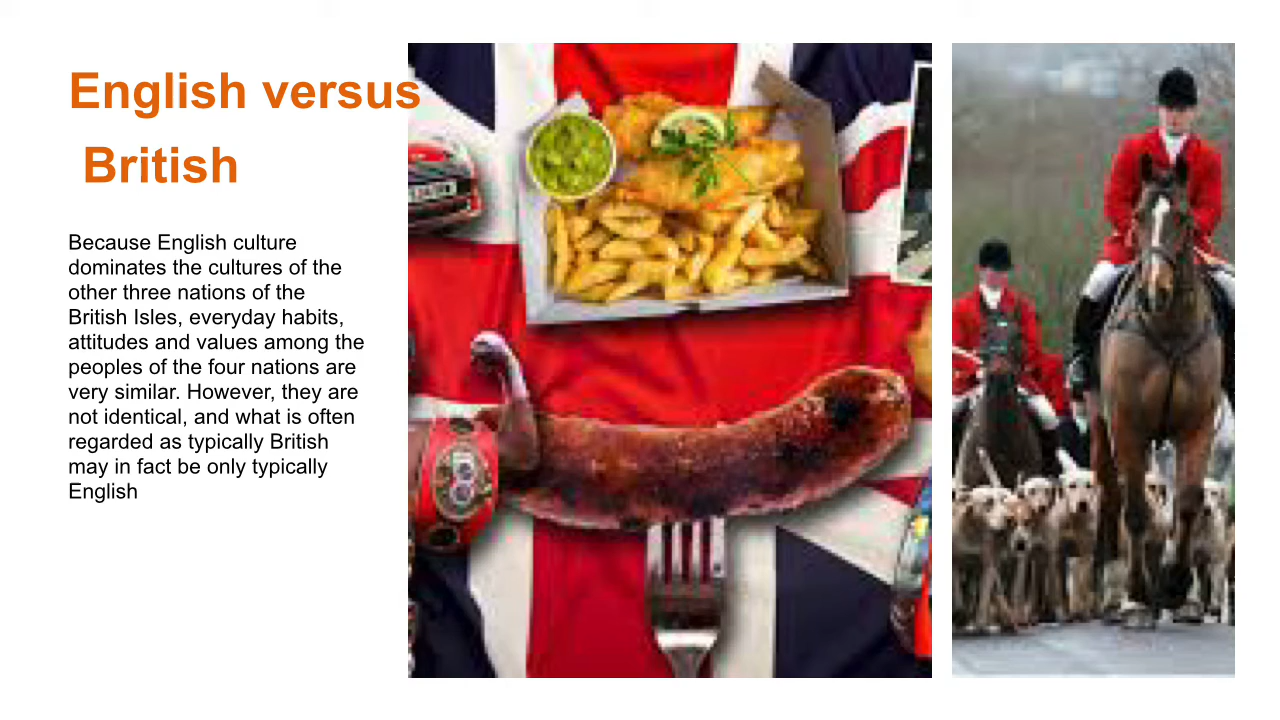 English versus
British
Because English culture
dominates the cultures of the
other three nations of the
British Isles, everyday habits,
attitudes and values among the
peoples of the four nations are
very similar. However, they are
not identical, and what is often
regarded as typically British
may in fact be only typically
English